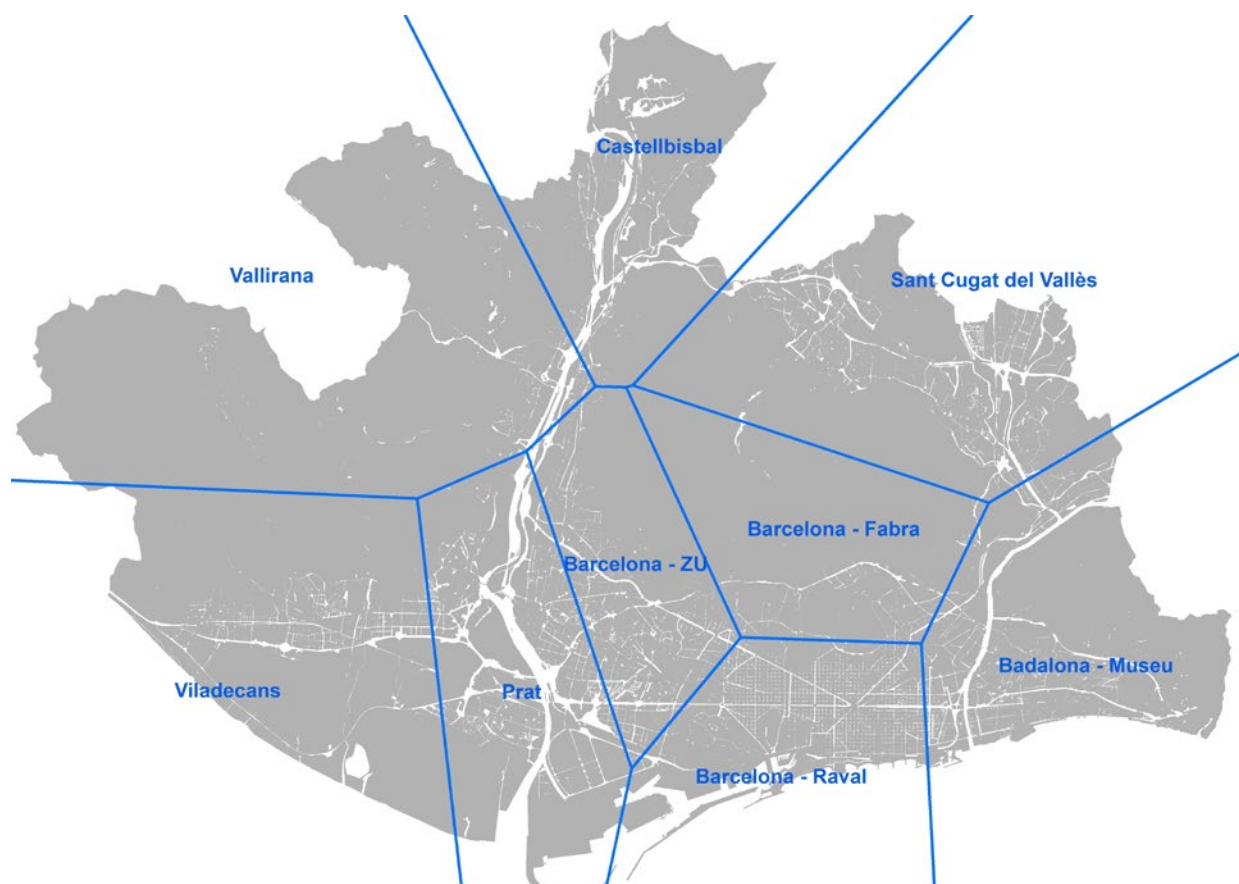 Castellbisbal
Vallirana
Sant Cugat del Vallès
Barcelona - Fabra
Barcelona - ZU
Badalona - Museu
Viladecans
Prat
Barcelona - Raval